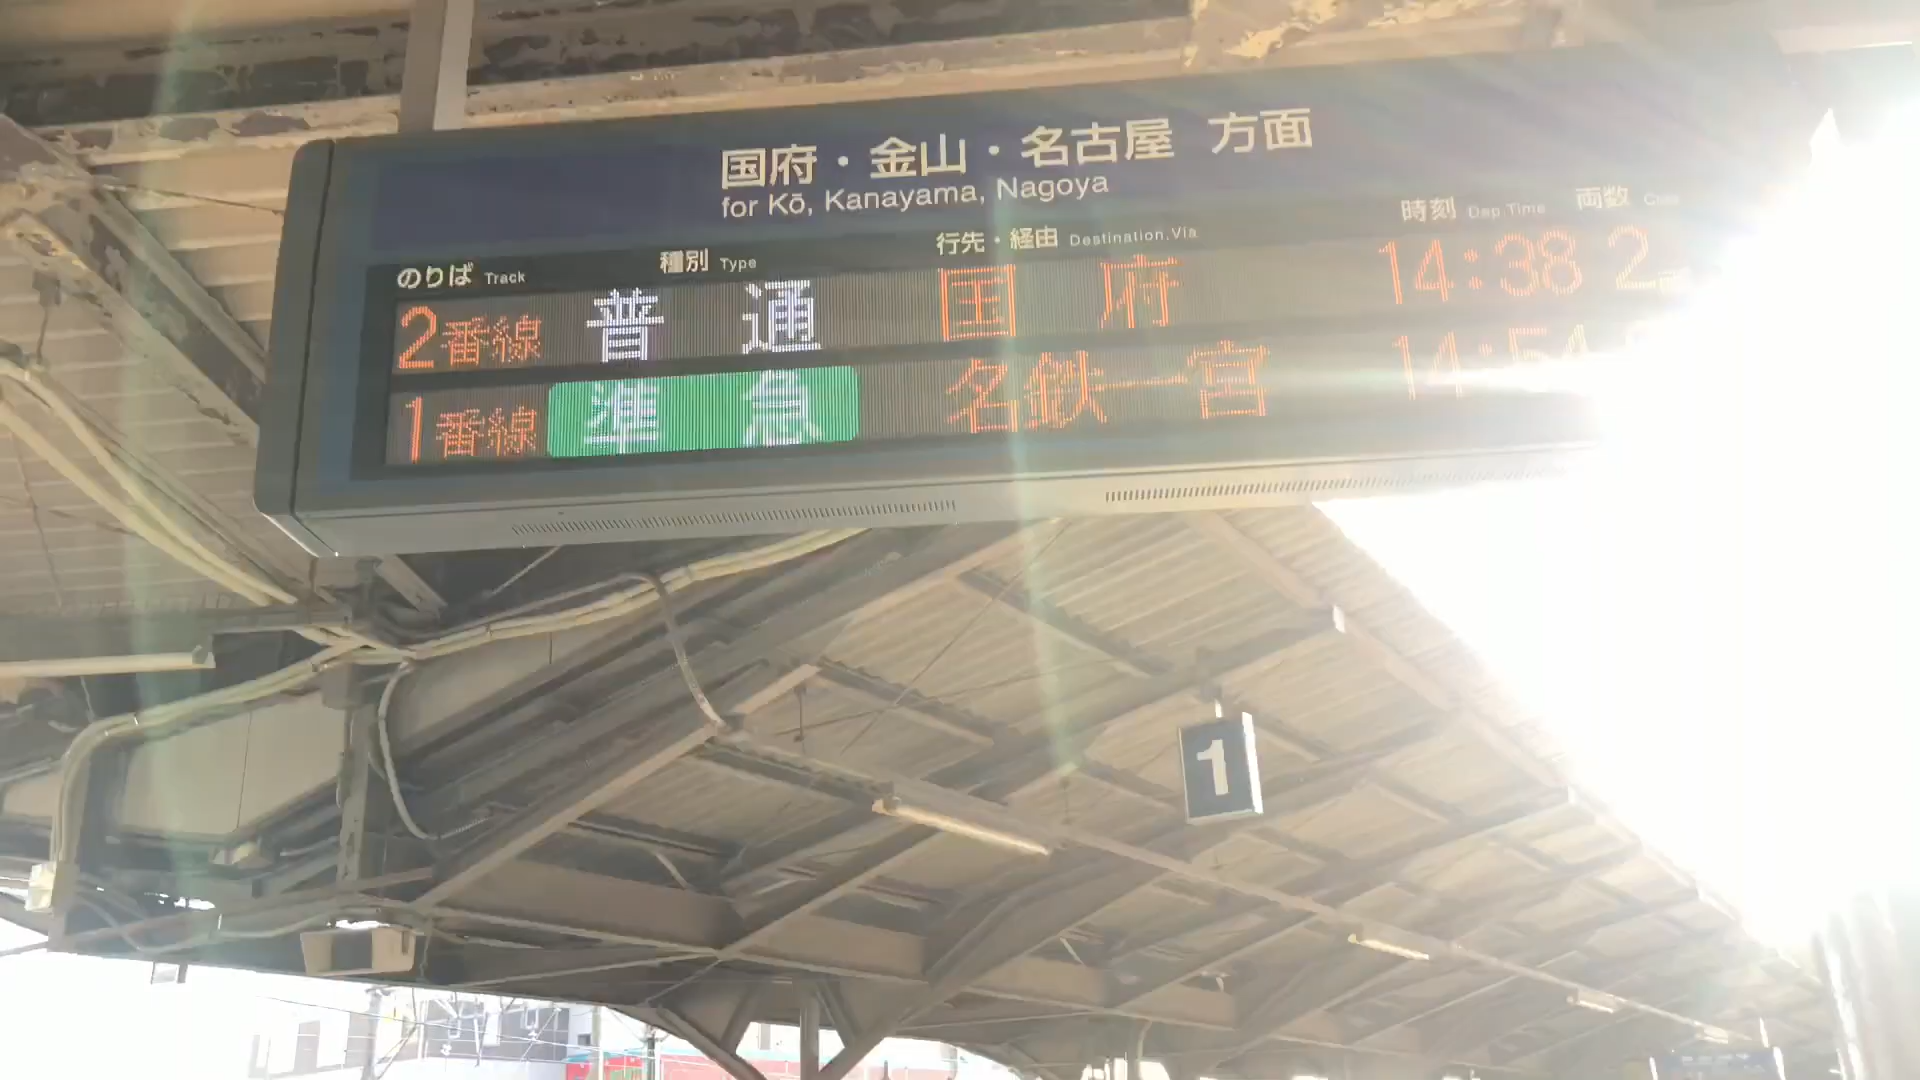 国府・金山・名古屋 方面
for Kō, Kanayama, Nagoya
のりば Track 種別 Type 行先・経由 Destination,Via 時刻 Dep Time 両数
2番線 普通 国府 14:38 2
1番線 準急 名鉄一宮 14:54
1